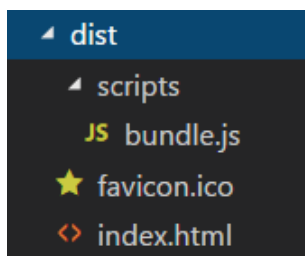 dist
scripts
JS bundle.js
favicon.ico
index.html